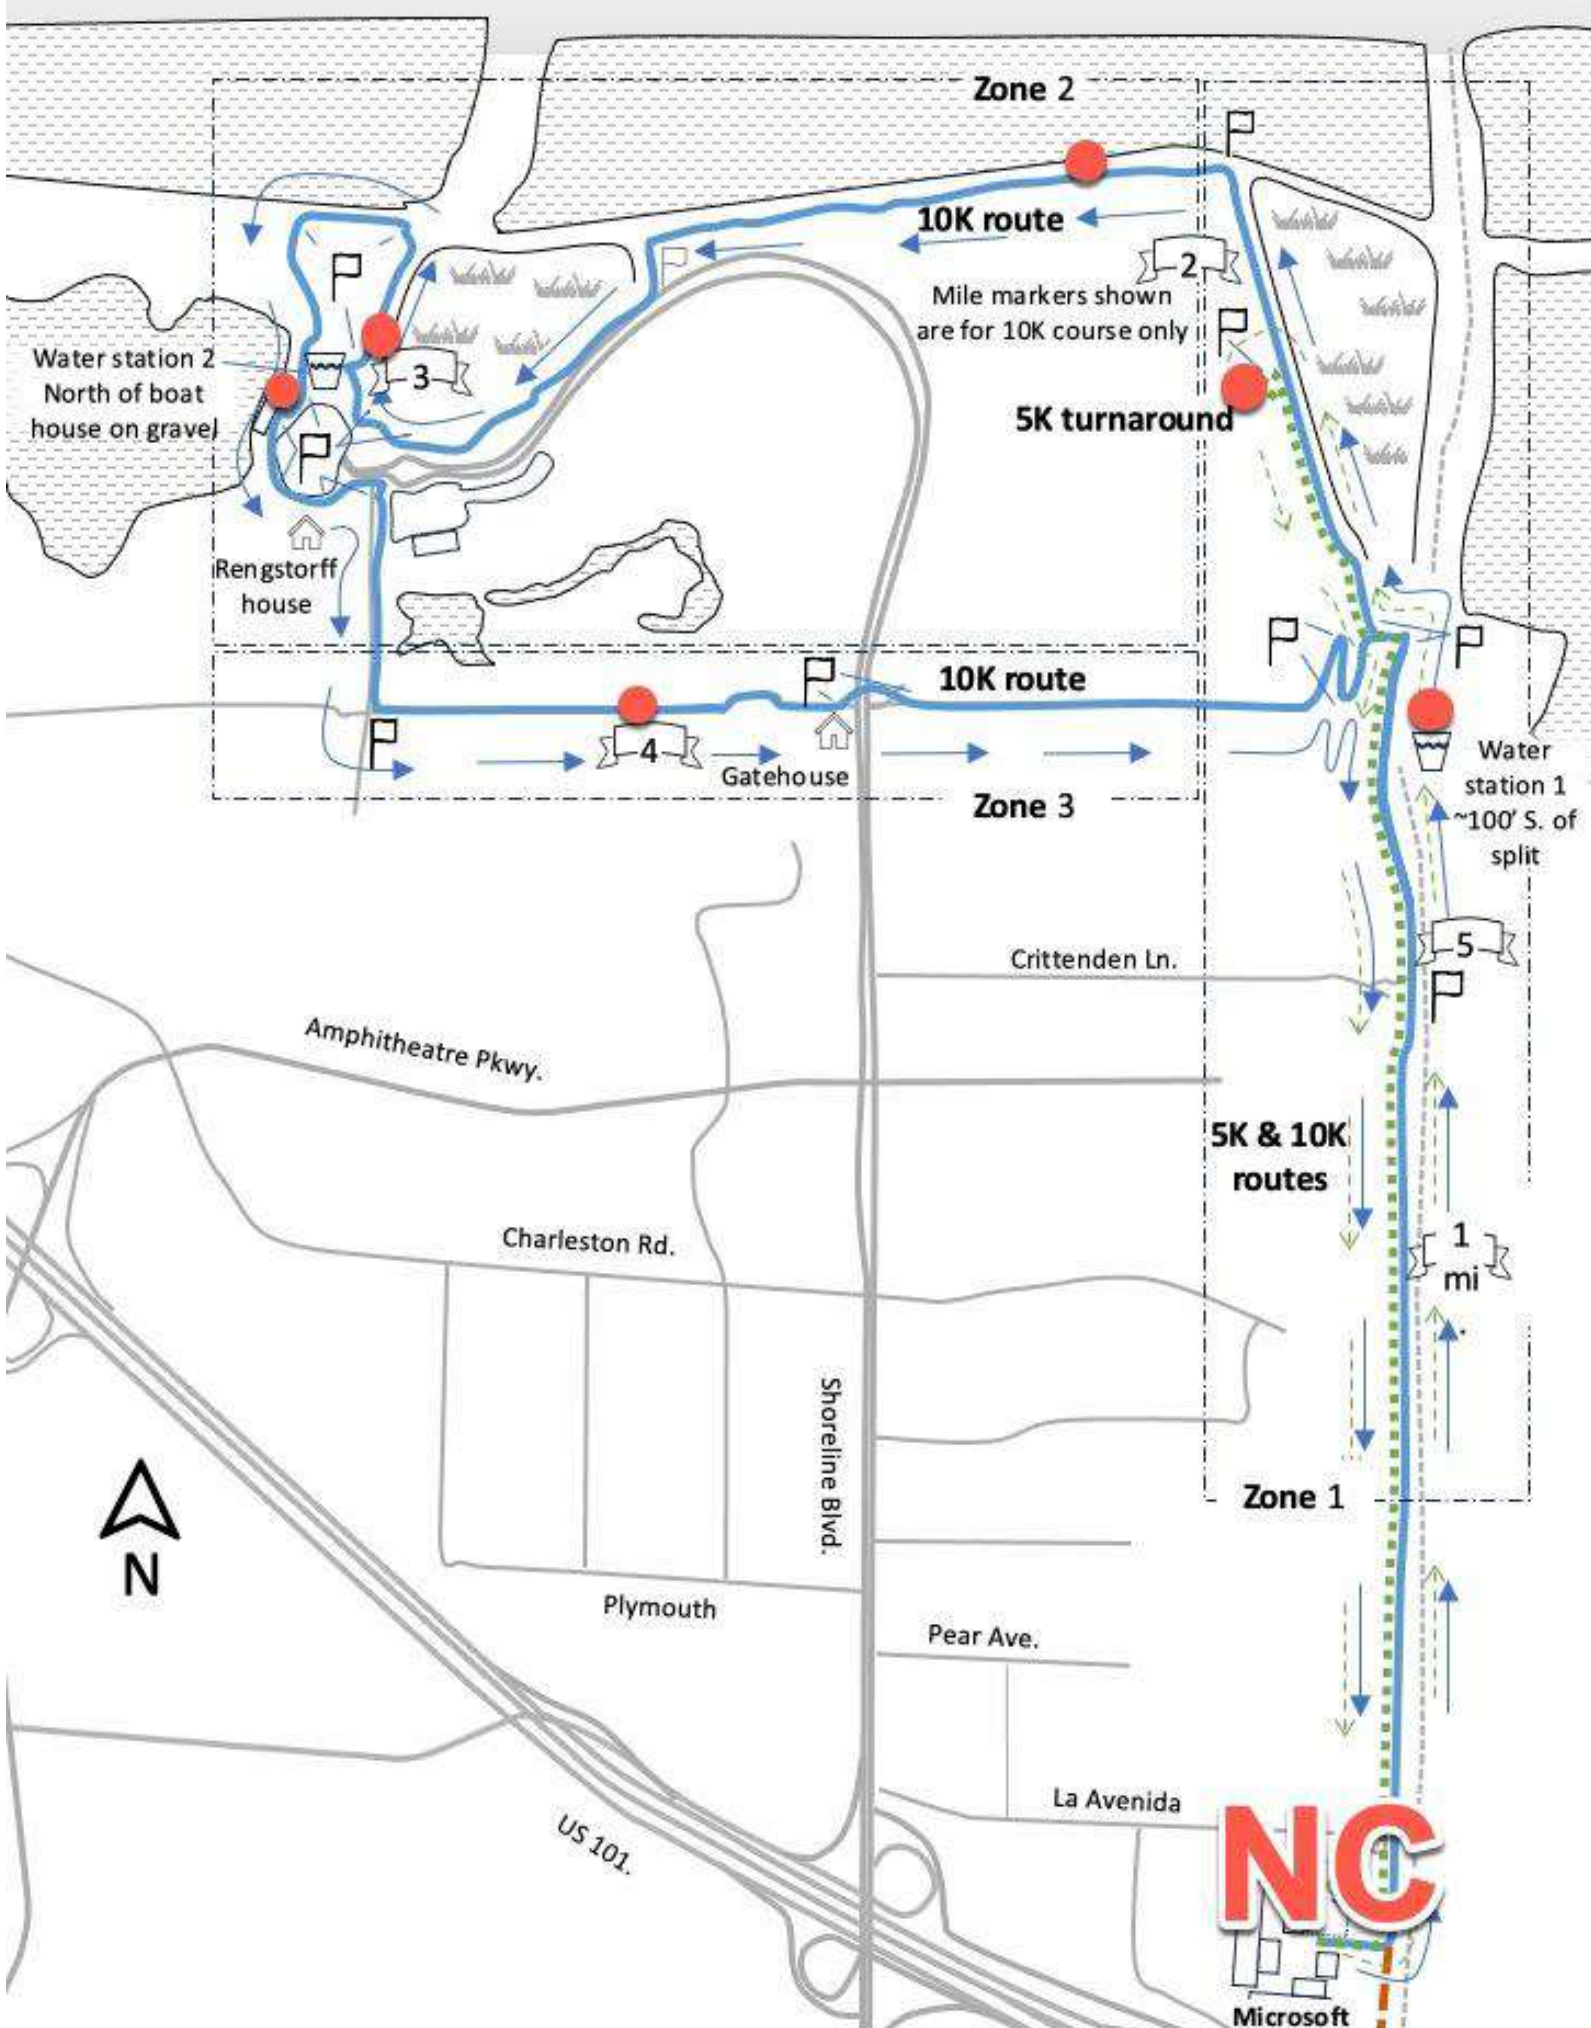 Zone 2
10K route
2
Mile markers shown
are for 10K course only
Water station 2
North of boat
house on gravel
3
5K turnaround
Rengstorff
house
10K route
4
Gatehouse
Zone 3
Water
station 1
~100' S. of
split
5
Crittenden Ln.
Amphitheatre Pkwy.
5K & 10K
routes
1
mi
Charleston Rd.
Shoreline Blvd.
Zone 1
N
Plymouth
Pear Ave.
La Avenida
US 101.
NC
Microsoft